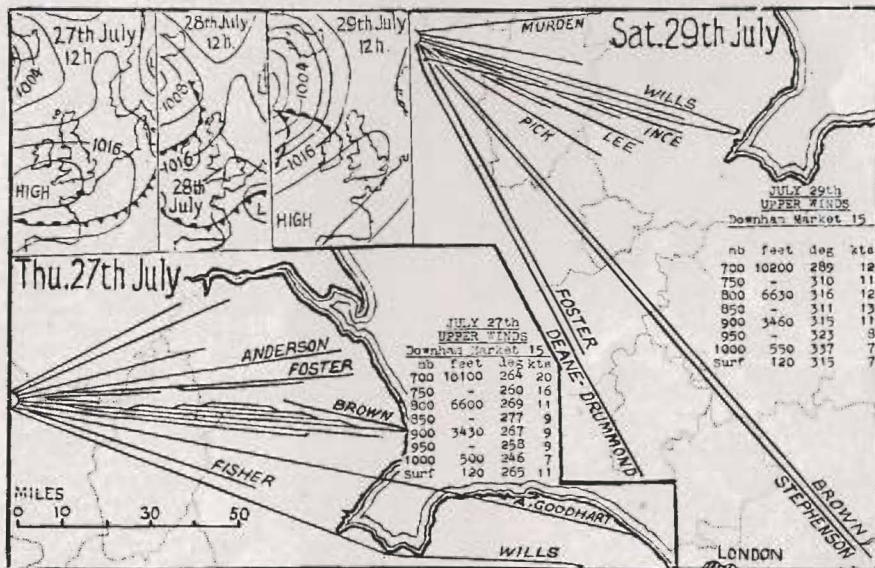 27th July
12h.
1004
1016
HIGH
28th July
12h.
1008
1016
28th
July
L
L
29th July
12h.
1016
HIGH
Sat. 29th July
MURDEN
WILLS
INCE
LEE
PICK
FOSTER
DEANE-DRUMMOND
BROWN
STEPHENSON
LONDON
JULY 29th
UPPER WINDS
Downham Market 15
mb feet deg kts
700 10200 289 12
750 - 310 11
800 6630 316 12
850 - 311 13
900 3460 315 11
950 - 323 8
1000 550 337 7
surf 120 315 7
Thu. 27th July
ANDERSON
FOSTER
BROWN
FISHER
A. GOODHART
WILLS
JULY 27th
UPPER WINDS
Downham Market 15
mb feet deg kts
700 10100 264 20
750 - 260 16
800 6600 269 11
850 - 277 9
900 3430 267 9
950 - 258 9
1000 500 246 7
surf 120 265 11
MILES
0 10 30 50